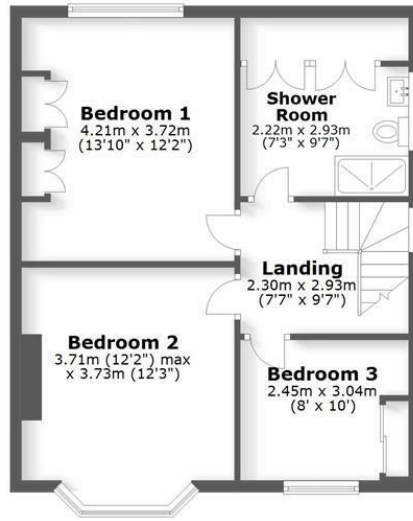 Bedroom 1
4.21m x 3.72m
(13'10" x 12'2")
Shower
Room
2.22m x 2.93m
(7'3" x 9'7")
Landing
2.30m x 2.93m
(7'7" x 9'7")
Bedroom 2
3.71m (12'2") max
x 3.73m (12'3")
Bedroom 3
2.45m x 3.04m
(8' x 10')